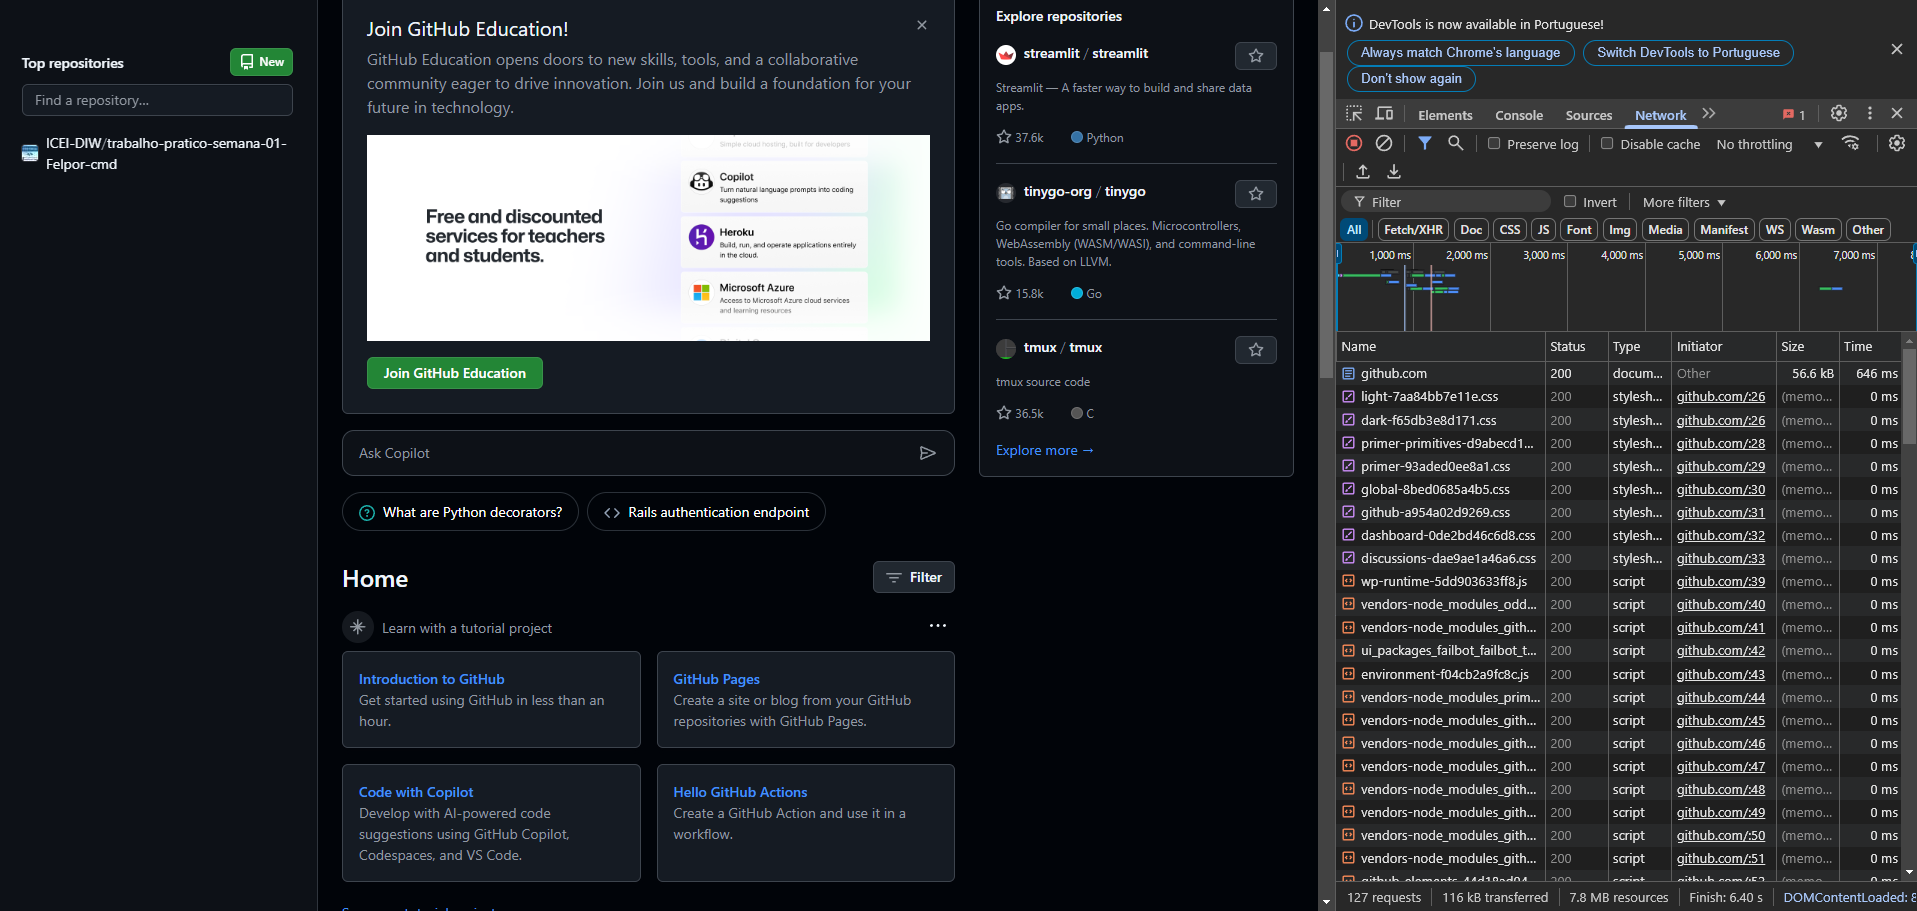 Top repositories
New
Find a repository...
ICEI-DIW/trabalho-pratico-semana-01-
Felpor-cmd
Join GitHub Education!
GitHub Education opens doors to new skills, tools, and a collaborative
community eager to drive innovation. Join us and build a foundation for your
future in technology.
Free and discounted
services for teachers
and students.
Simple cloud hosting, built for developers
Copilot
Turn natural language prompts into coding
suggestions
Heroku
Build, run, and operate applications entirely
in the cloud.
Microsoft Azure
Access to Microsoft Azure cloud services
and learning resources
Join GitHub Education
Ask Copilot
What are Python decorators?
Rails authentication endpoint
Home
Filter
Learn with a tutorial project
Introduction to GitHub
Get started using GitHub in less than an
hour.
GitHub Pages
Create a site or blog from your GitHub
repositories with GitHub Pages.
Code with Copilot
Develop with AI-powered code
suggestions using GitHub Copilot,
Codespaces, and VS Code.
Hello GitHub Actions
Create a GitHub Action and use it in a
workflow.
Explore repositories
streamlit / streamlit
Streamlit — A faster way to build and share data
apps.
37.6k Python
tinygo-org / tinygo
Go compiler for small places. Microcontrollers,
WebAssembly (WASM/WASI), and command-line
tools. Based on LLVM.
15.8k Go
tmux / tmux
tmux source code
36.5k C
Explore more →
DevTools is now available in Portuguese!
Always match Chrome's language
Switch DevTools to Portuguese
Don't show again
Elements Console Sources Network 1
Preserve log Disable cache No throttling
Filter Invert More filters
All Fetch/XHR Doc CSS JS Font Img Media Manifest WS Wasm Other
1,000 ms 2,000 ms 3,000 ms 4,000 ms 5,000 ms 6,000 ms 7,000 ms
Name Status Type Initiator Size Time
github.com 200 docum... Other 56.6 kB 646 ms
light-7aa84bb7e11e.css 200 stylesh... github.com/:26 (memo... 0 ms
dark-f65db3e8d171.css 200 stylesh... github.com/:26 (memo... 0 ms
primer-primitives-d9abecd1... 200 stylesh... github.com/:28 (memo... 0 ms
primer-93aded0ee8a1.css 200 stylesh... github.com/:29 (memo... 0 ms
global-8bed0685a4b5.css 200 stylesh... github.com/:30 (memo... 0 ms
github-a954a02d9269.css 200 stylesh... github.com/:31 (memo... 0 ms
dashboard-0de2bd46c6d8.css 200 stylesh... github.com/:32 (memo... 0 ms
discussions-dae9ae1a46a6.css 200 stylesh... github.com/:33 (memo... 0 ms
wp-runtime-5dd903633ff8.js 200 script github.com/:39 (memo... 0 ms
vendors-node_modules_odd... 200 script github.com/:40 (memo... 0 ms
vendors-node_modules_gith... 200 script github.com/:41 (memo... 0 ms
ui_packages_failbot_failbot_t... 200 script github.com/:42 (memo... 0 ms
environment-f04cb2a9fc8c.js 200 script github.com/:43 (memo... 0 ms
vendors-node_modules_prim... 200 script github.com/:44 (memo... 0 ms
vendors-node_modules_gith... 200 script github.com/:45 (memo... 0 ms
vendors-node_modules_gith... 200 script github.com/:46 (memo... 0 ms
vendors-node_modules_gith... 200 script github.com/:47 (memo... 0 ms
vendors-node_modules_gith... 200 script github.com/:48 (memo... 0 ms
vendors-node_modules_gith... 200 script github.com/:49 (memo... 0 ms
vendors-node_modules_gith... 200 script github.com/:50 (memo... 0 ms
vendors-node_modules_gith... 200 script github.com/:51 (memo... 0 ms
127 requests 116 kB transferred 7.8 MB resources Finish: 6.40 s DOMContentLoaded: 8